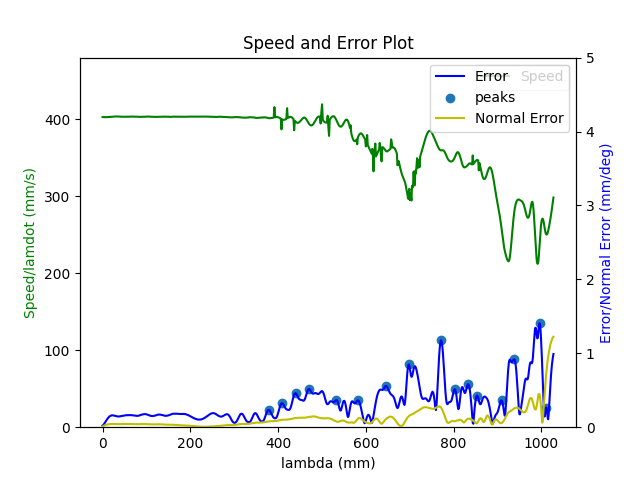 Speed and Error Plot
Error
Speed
peaks
Normal Error
Speed/lamdot (mm/s)
0
100
200
300
400
Error/Normal Error (mm/deg)
0
1
2
3
4
5
0 200 400 600 800 1000
lambda (mm)